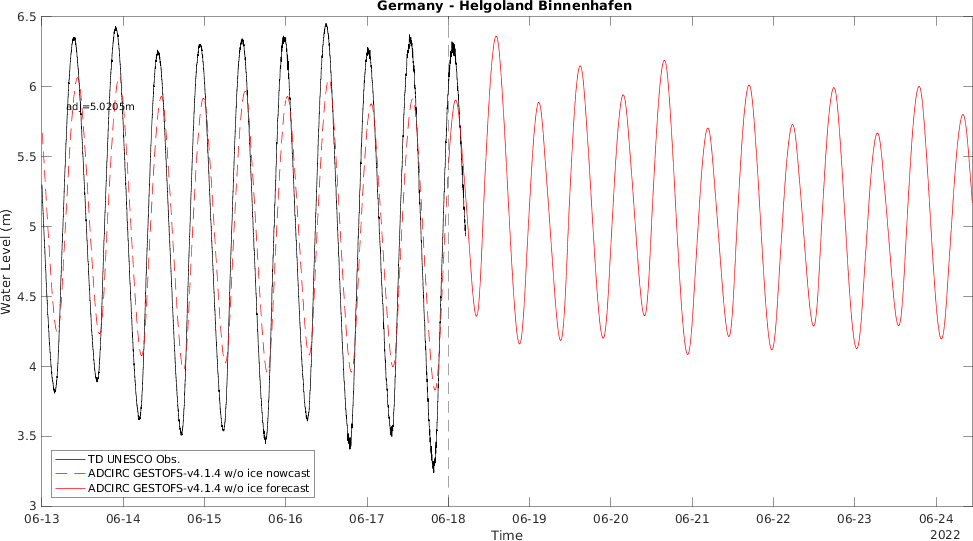 Germany - Helgoland Binnenhafen
6.5
6
5.5
5
4.5
4
3.5
3
Water Level (m)
adj=5.0205m
TD UNESCO Obs.
ADCIRC GESTOFS-v4.1.4 w/o ice nowcast
ADCIRC GESTOFS-v4.1.4 w/o ice forecast
06-13 06-14 06-15 06-16 06-17 06-18 06-19 06-20 06-21 06-22 06-23 06-24
Time
2022